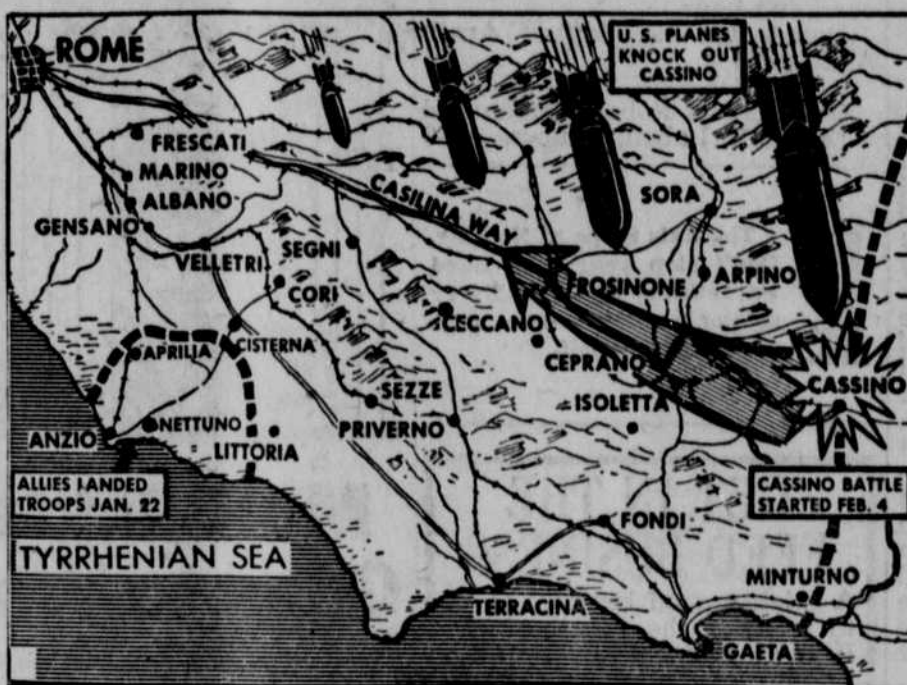 ROME
U. S. PLANES
KNOCK OUT
CASSINO
FRESCATI
MARINO
ALBANO
GENSANO
VELLETRI
SEGNI
CORI
CASILINA WAY
SORA
FROSINONE
ARPINO
CECCANO
CEPRANO
ISOLETTA
CASSINO
APRILIA
CISTERNA
SEZZE
PRIVERNO
NETTUNO
ANZIO
LITTORIA
ALLIES LANDED
TROOPS JAN. 22
CASSINO BATTLE
STARTED FEB. 4
TYRRHENIAN SEA
FONDI
MINTURNO
TERRACINA
GAETA